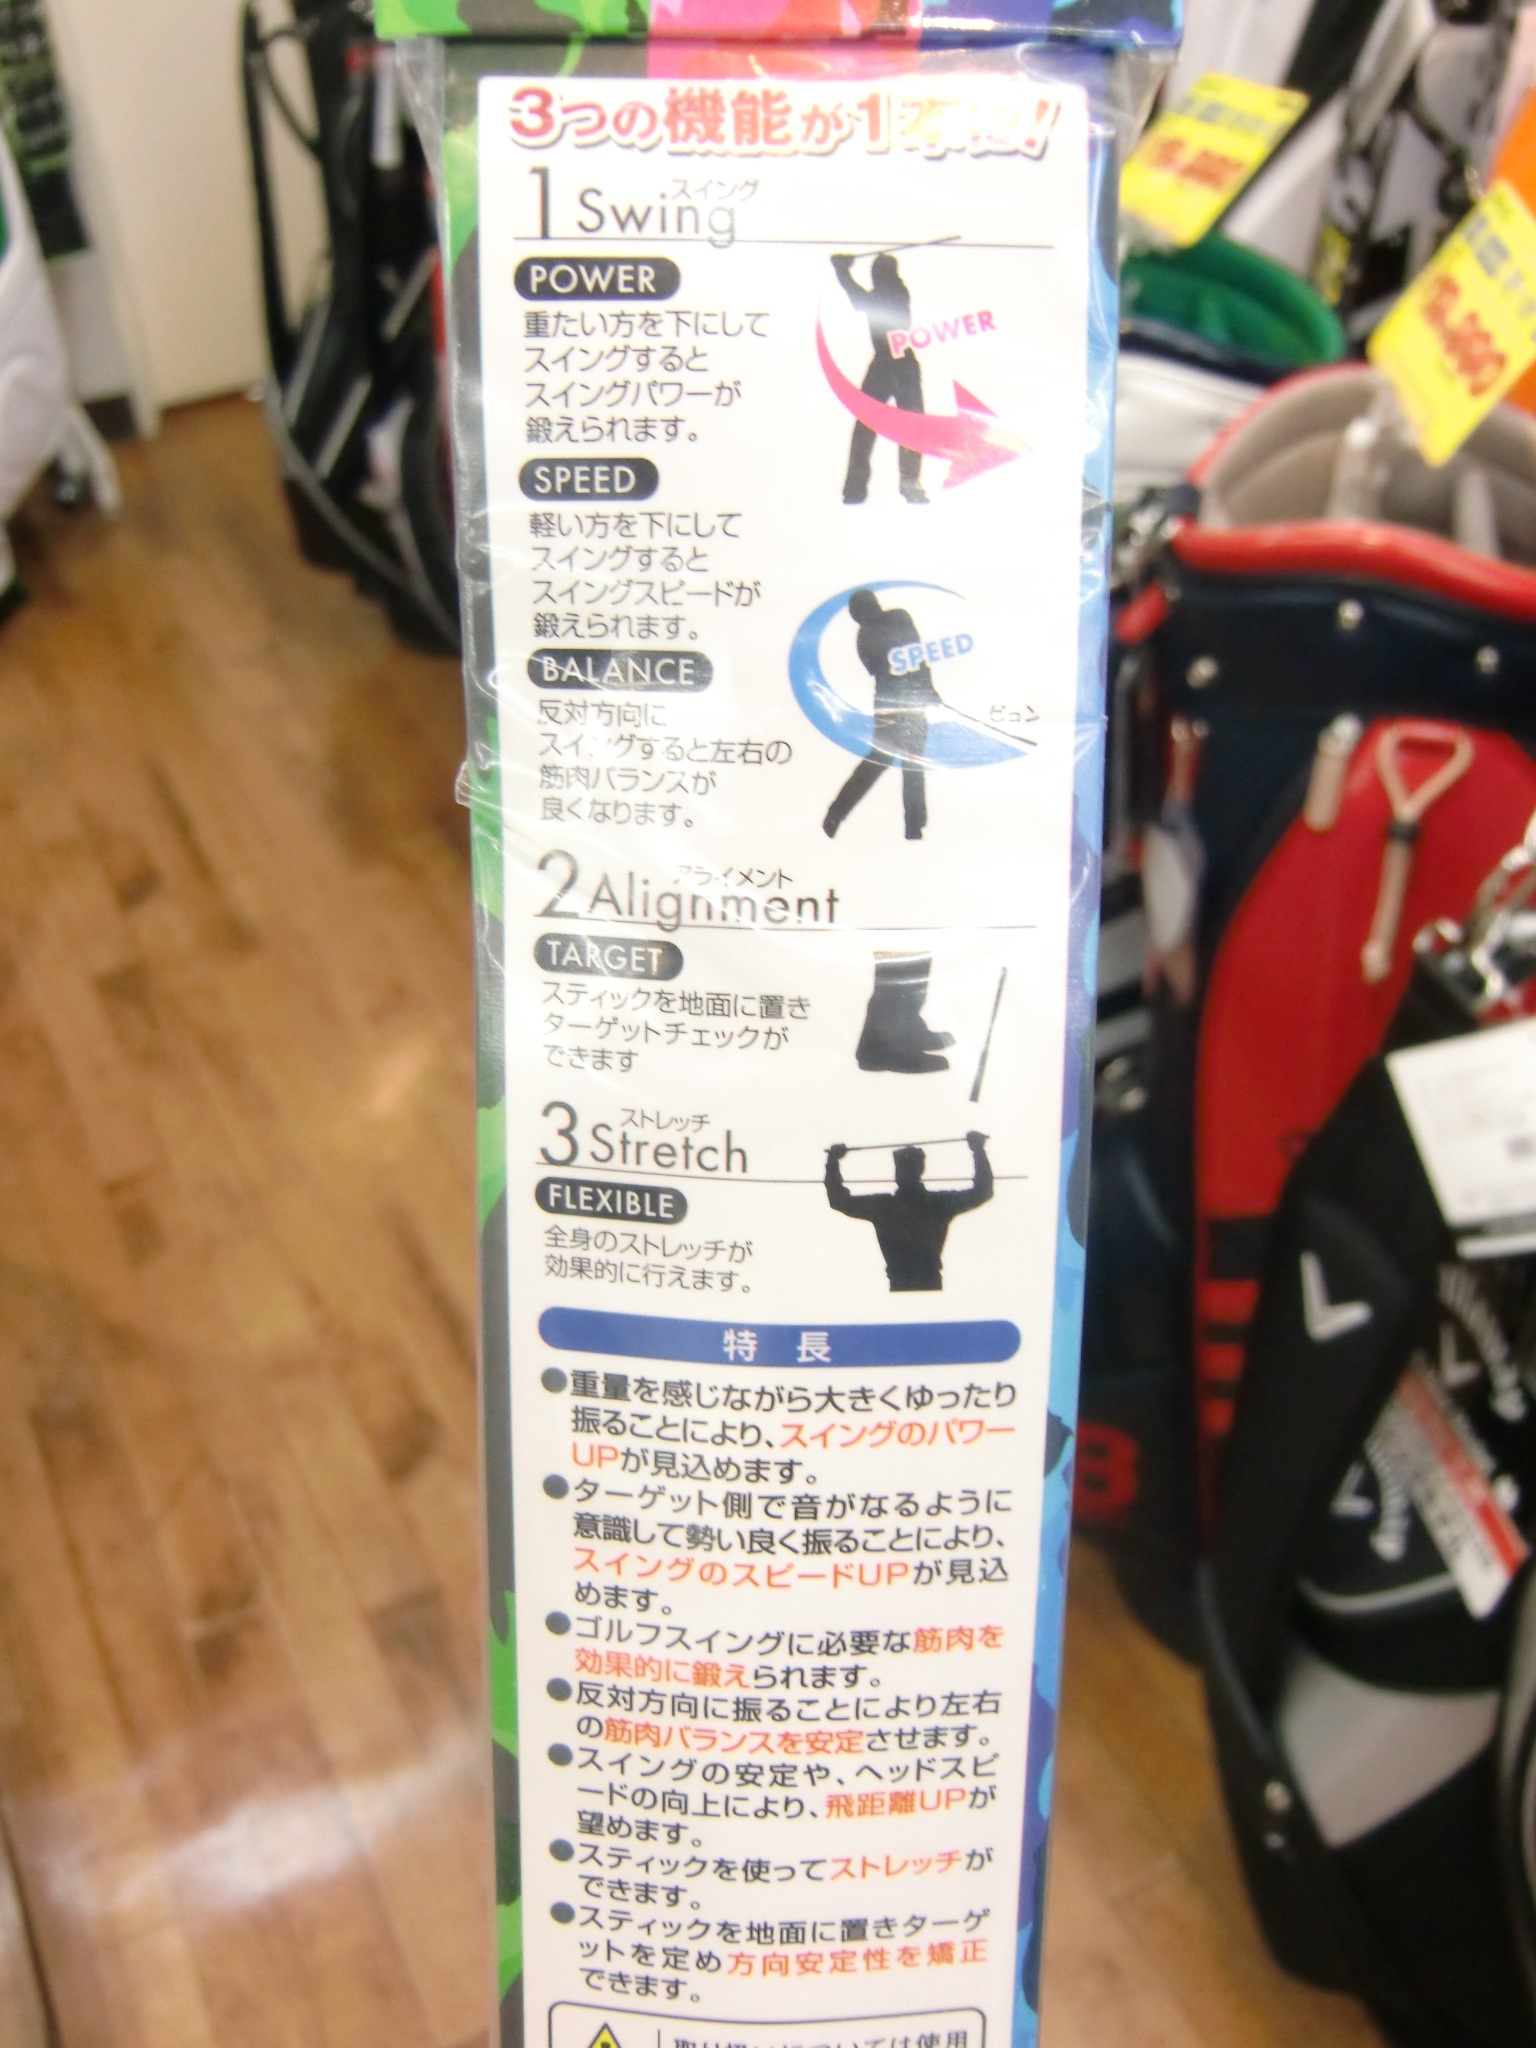 3つの機能が1本に!
スイング
1 Swing
POWER
重たい方を下にして
スイングすると
スイングパワーが
鍛えられます。
POWER
SPEED
軽い方を下にして
スイングすると
スイングスピードが
鍛えられます。
SPEED
ビュン
BALANCE
反対方向に
スイングすると左右の
筋肉バランスが
良くなります。
アライメント
2 Alignment
TARGET
スティックを地面に置き
ターゲットチェックが
できます
ストレッチ
3 Stretch
FLEXIBLE
全身のストレッチが
効果的に行えます。
特 長
●重量を感じながら大きくゆったり
振ることにより、スイングのパワー
UPが見込めます。
●ターゲット側で音がなるように
意識して勢い良く振ることにより、
スイングのスピードUPが見込
めます。
●ゴルフスイングに必要な筋肉を
効果的に鍛えられます。
●反対方向に振ることにより左右
の筋肉バランスを安定させます。
●スイングの安定や、ヘッドスピ
ードの向上により、飛距離UPが
望めます。
●スティックを使ってストレッチが
できます。
●スティックを地面に置きターゲ
ットを定め方向安定性を矯正
できます。
取り扱いについては使用